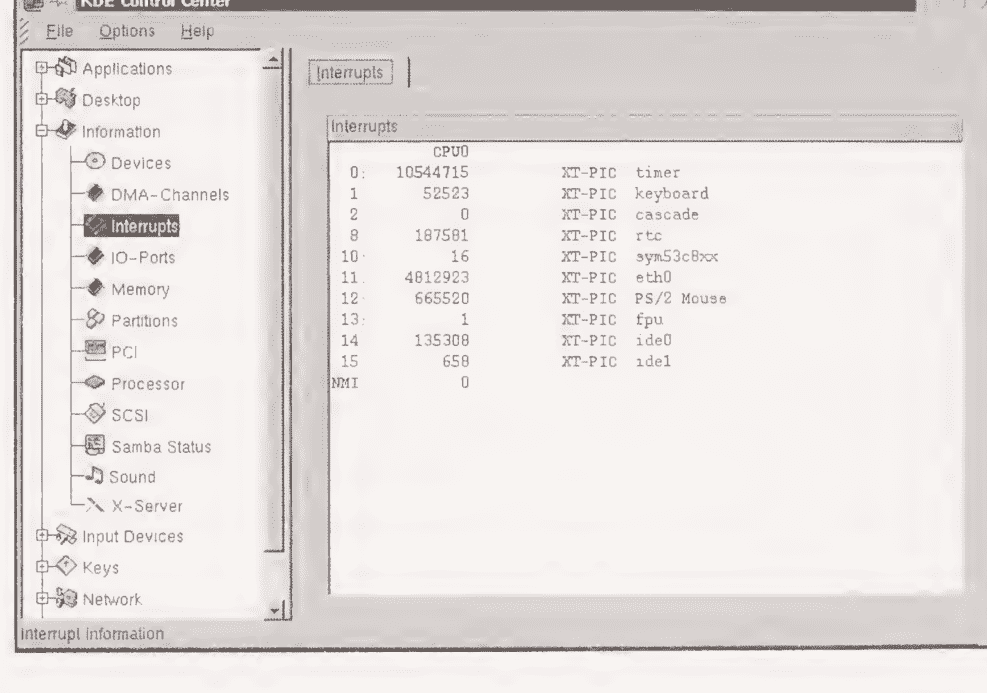 KDE Control Center
File Options Help
Applications
Desktop
Information
Devices
DMA-Channels
Interrupts
IO-Ports
Memory
Partitions
PCI
Processor
SCSI
Samba Status
Sound
X-Server
Input Devices
Keys
Network
Interrupt Information
Interrupts
Interrupts
CPU0
0: 10544715 XT-PIC timer
1 52523 XT-PIC keyboard
2 0 XT-PIC cascade
8 187581 XT-PIC rtc
10. 16 XT-PIC sym53c8xx
11. 4812923 XT-PIC eth0
12. 665520 XT-PIC PS/2 Mouse
13: 1 XT-PIC fpu
14 135308 XT-PIC ide0
15 658 XT-PIC ide1
NMI 0